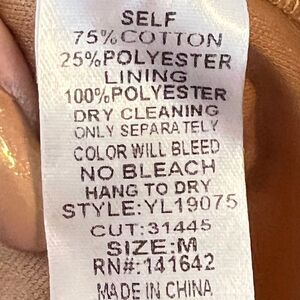 SELF
75%COTTON
25%POLYESTER
LINING
100%POLYESTER
DRY CLEANING
ONLY SEPARATELY
COLOR WILL BLEED
NO BLEACH
HANG TO DRY
STYLE:YL19075
CUT:31445
SIZE:M
RN#:141642
MADE IN CHINA